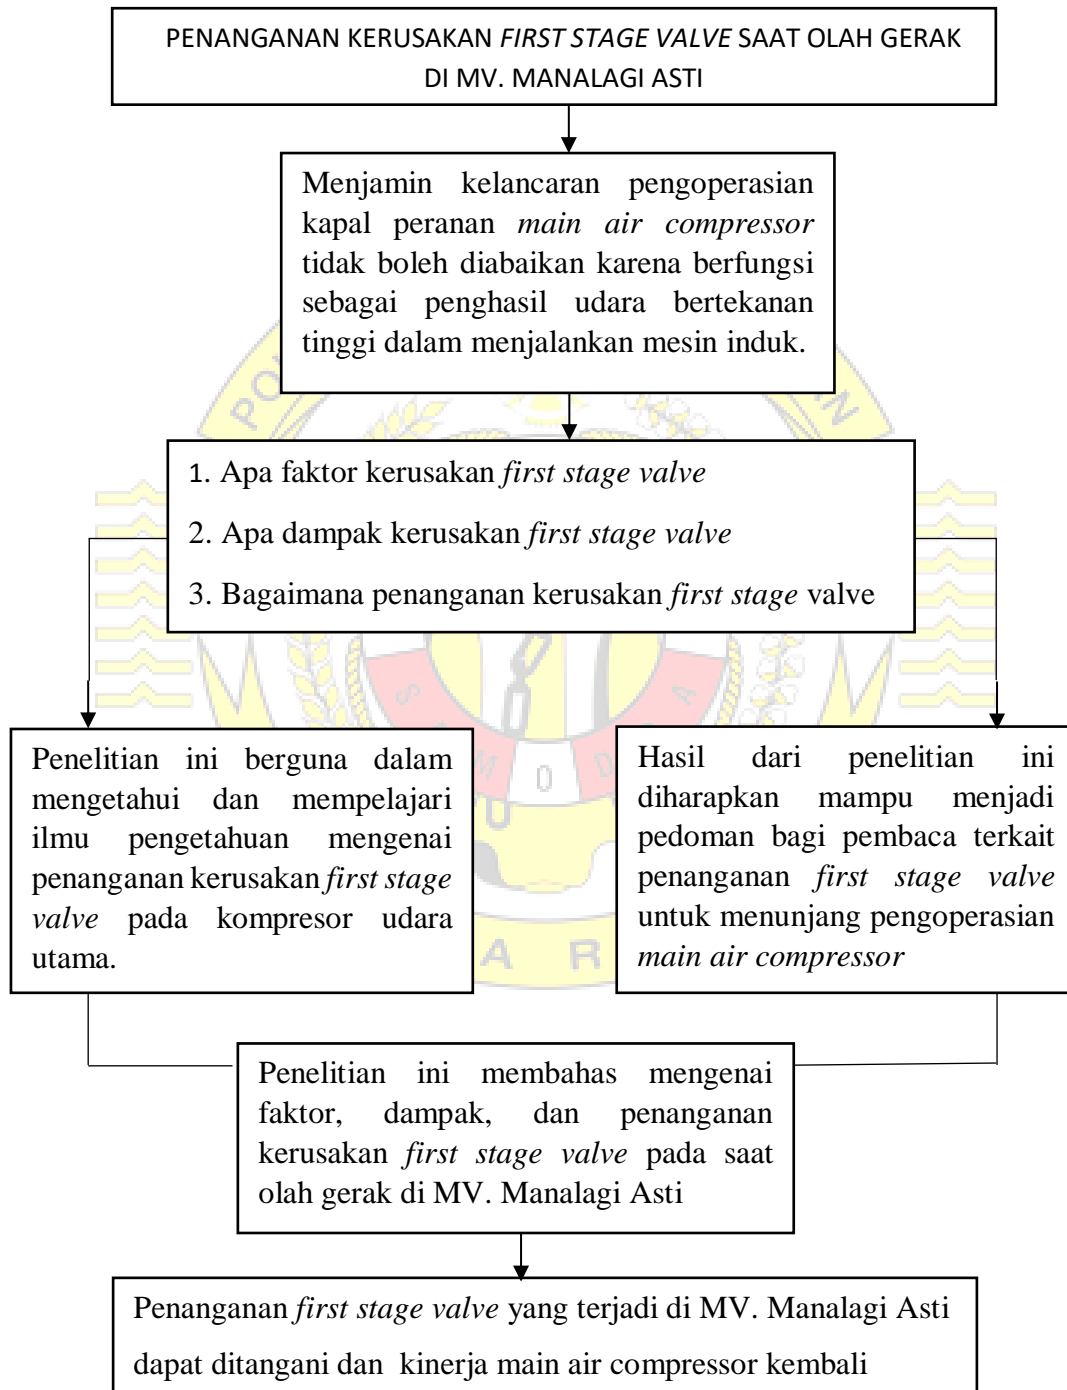 PENANGANAN KERUSAKAN FIRST STAGE VALVE SAAT OLAH GERAK
DI MV. MANALAGI ASTI
Menjamin kelancaran pengoperasian
kapal peranan main air compressor
tidak boleh diabaikan karena berfungsi
sebagai penghasil udara bertekanan
tinggi dalam menjalankan mesin induk.
1. Apa faktor kerusakan first stage valve
2. Apa dampak kerusakan first stage valve
3. Bagaimana penanganan kerusakan first stage valve
Penelitian ini berguna dalam
mengetahui dan mempelajari
ilmu pengetahuan mengenai
penanganan kerusakan first stage
valve pada kompresor udara
utama.
Hasil dari penelitian ini
diharapkan mampu menjadi
pedoman bagi pembaca terkait
penanganan first stage valve
untuk menunjang pengoperasian
main air compressor
Penelitian ini membahas mengenai
faktor, dampak, dan penanganan
kerusakan first stage valve pada saat
olah gerak di MV. Manalagi Asti
Penanganan first stage valve yang terjadi di MV. Manalagi Asti
dapat ditangani dan kinerja main air compressor kembali